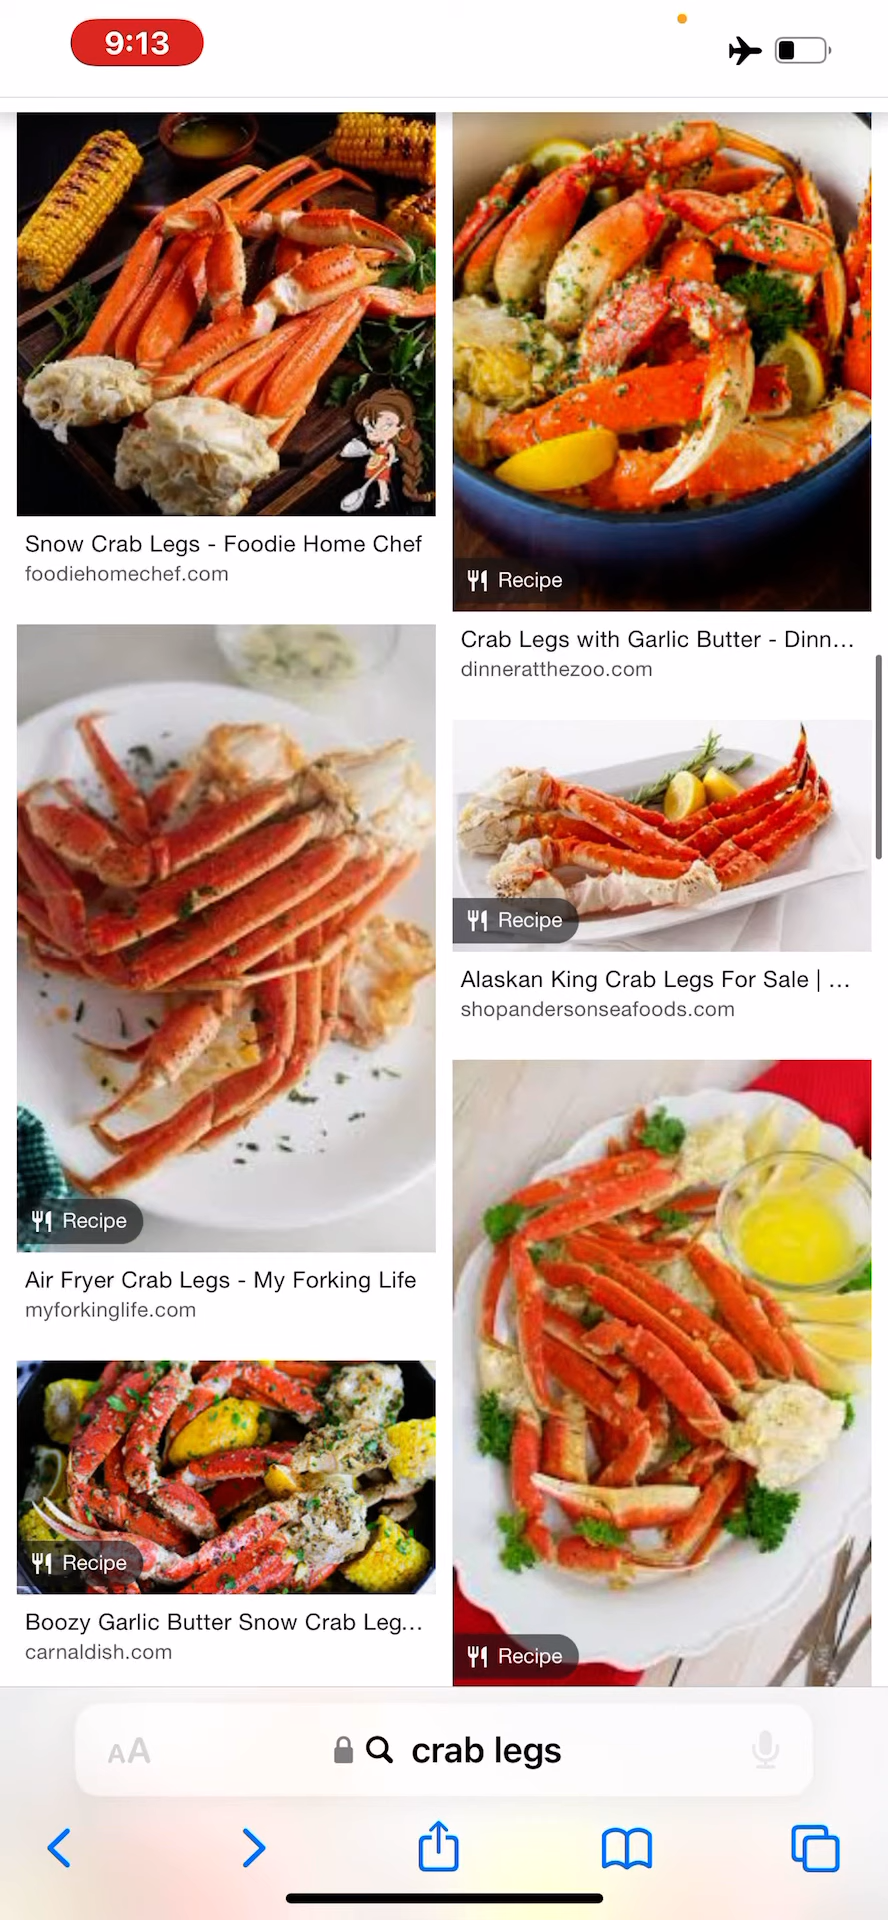 9:13
Snow Crab Legs - Foodie Home Chef
foodiehomechef.com
Recipe
Crab Legs with Garlic Butter - Dinn...
dinneratthezoo.com
Recipe
Alaskan King Crab Legs For Sale | ...
shopandersonseafoods.com
Recipe
Air Fryer Crab Legs - My Forking Life
myforkinglife.com
Recipe
Boozy Garlic Butter Snow Crab Leg...
carnaldish.com
Recipe
AA
crab legs